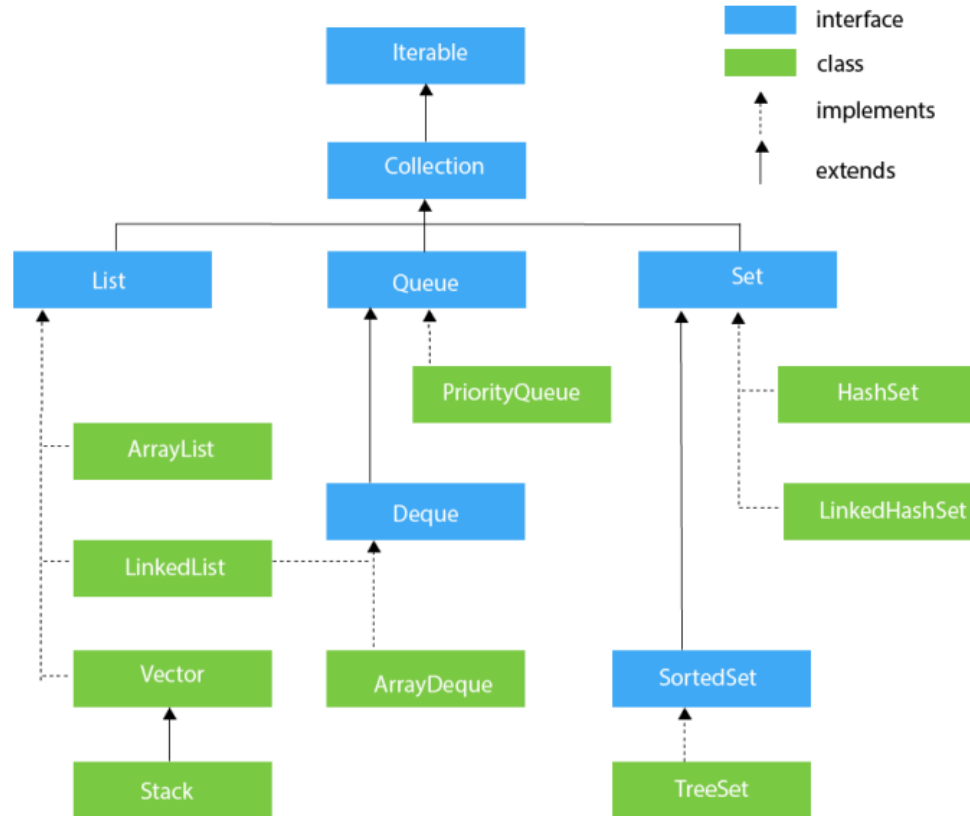 interface
Iterable
class
implements
Collection
extends
List
Queue
Set
PriorityQueue
HashSet
ArrayList
Deque
LinkedHashSet
LinkedList
Vector
ArrayDeque
SortedSet
Stack
TreeSet